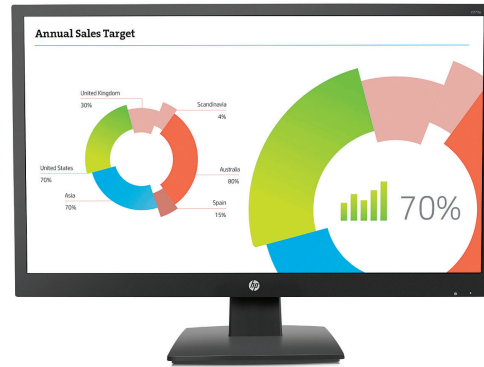 Annual Sales Target
United Kingdom
30%
Scandinavia
4%
United States
70%
Australia
80%
Asia
70%
Spain
15%
70%
hp